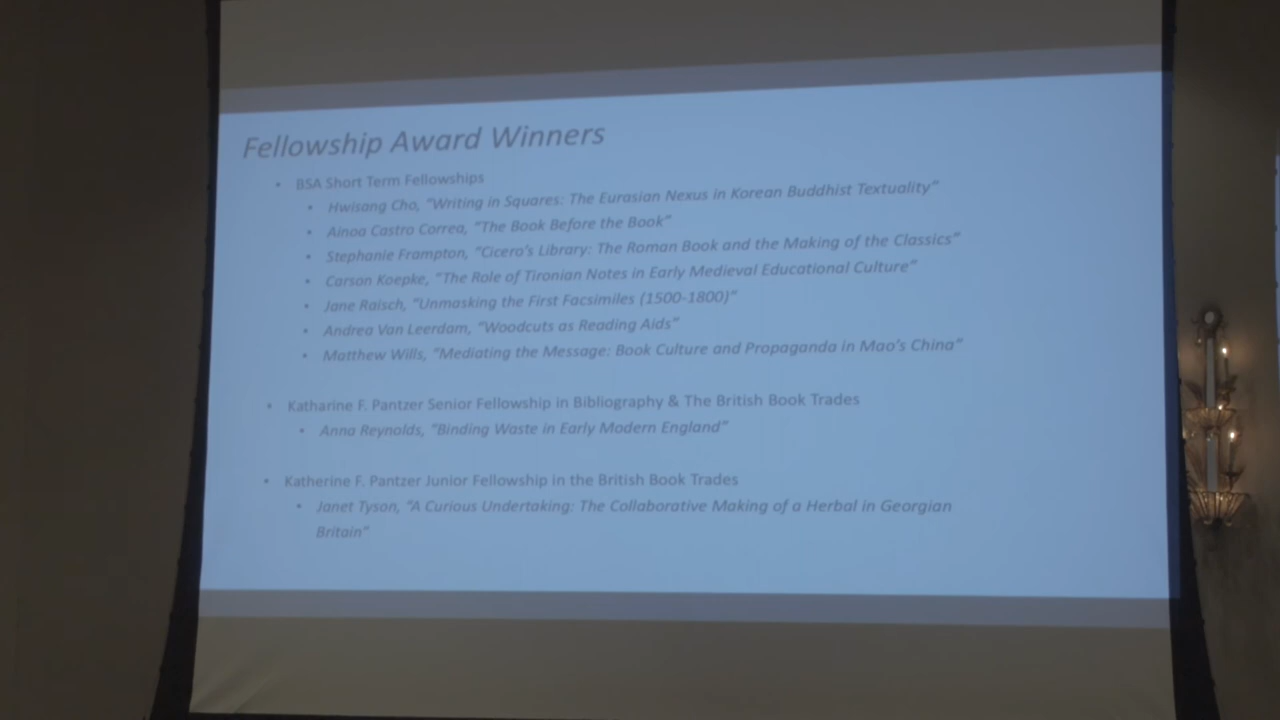 Fellowship Award Winners
• BSA Short Term Fellowships
• Hwisang Cho, “Writing in Squares: The Eurasian Nexus in Korean Buddhist Textuality”
• Ainoa Castro Correa, “The Book Before the Book”
• Stephanie Frampton, “Cicero’s Library: The Roman Book and the Making of the Classics”
• Carson Koepke, “The Role of Tironian Notes in Early Medieval Educational Culture”
• Jane Raisch, “Unmasking the First Facsimiles (1500-1800)”
• Andrea Van Leerdam, “Woodcuts as Reading Aids”
• Matthew Wills, “Mediating the Message: Book Culture and Propaganda in Mao’s China”
• Katharine F. Pantzer Senior Fellowship in Bibliography & The British Book Trades
• Anna Reynolds, “Binding Waste in Early Modern England”
• Katherine F. Pantzer Junior Fellowship in the British Book Trades
• Janet Tyson, “A Curious Undertaking: The Collaborative Making of a Herbal in Georgian
Britain”